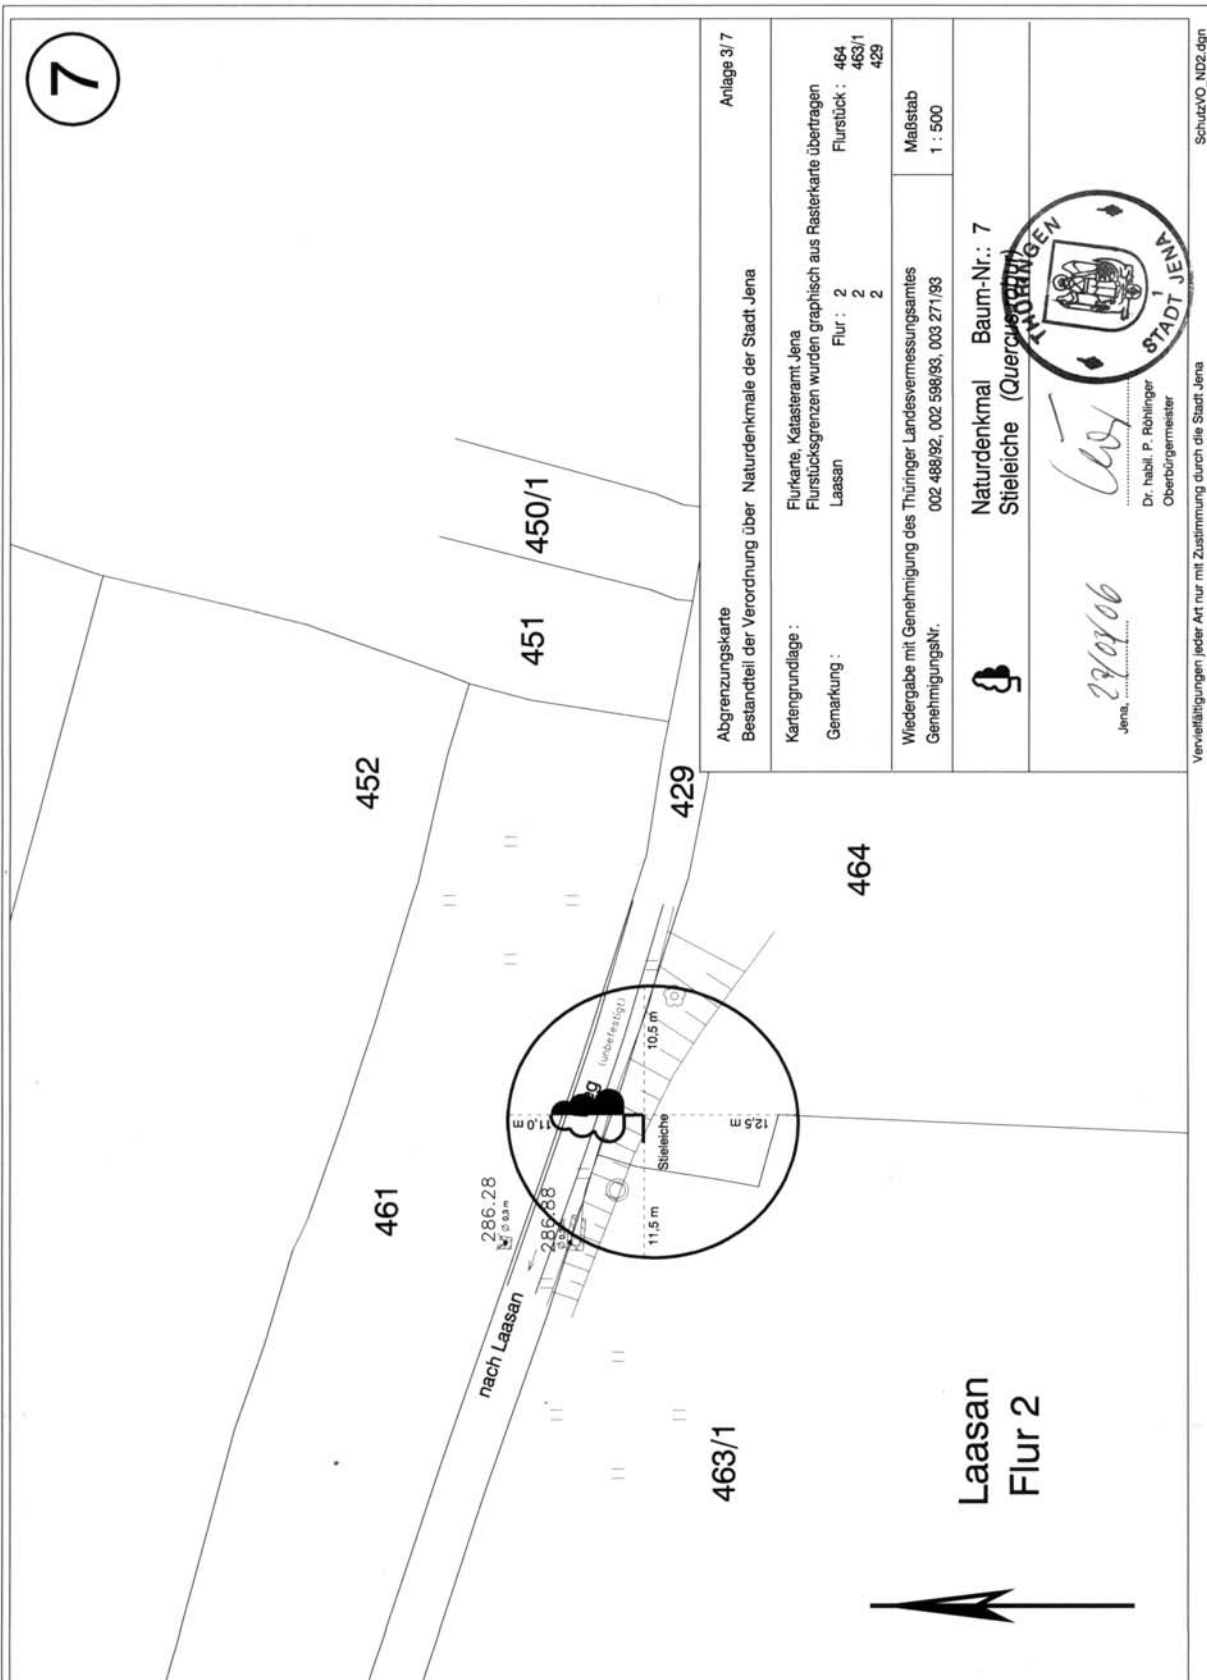 7
450/1
451
452
429
464
461
463/1
286.28
Ø 0.3 m
286.88
nach Laasan
(unbefestigt)
11,0 m
10,5 m
12,5 m
11,5 m
Stieleiche
Laasan
Flur 2
Abgrenzungskarte Anlage 3/7
Bestandteil der Verordnung über Naturdenkmale der Stadt Jena
Kartengrundlage : Flurkarte, Katasteramt Jena
Flurstücksgrenzen wurden graphisch aus Rasterkarte übertragen
Gemarkung : Laasan Flur : 2 Flurstück : 464
2 463/1
2 429
Wiedergabe mit Genehmigung des Thüringer Landesvermessungsamtes
GenehmigungsNr. 002 488/92, 002 598/93, 003 271/93
Maßstab
1 : 500
Naturdenkmal Baum-Nr.: 7
Stieleiche (Quercus robur)
THÜRINGEN
1
STADT JENA
Jena,
Dr. habil. P. Röhlinger
Oberbürgermeister
Vervielfältigungen jeder Art nur mit Zustimmung durch die Stadt Jena SchutzVO_ND2.dgn